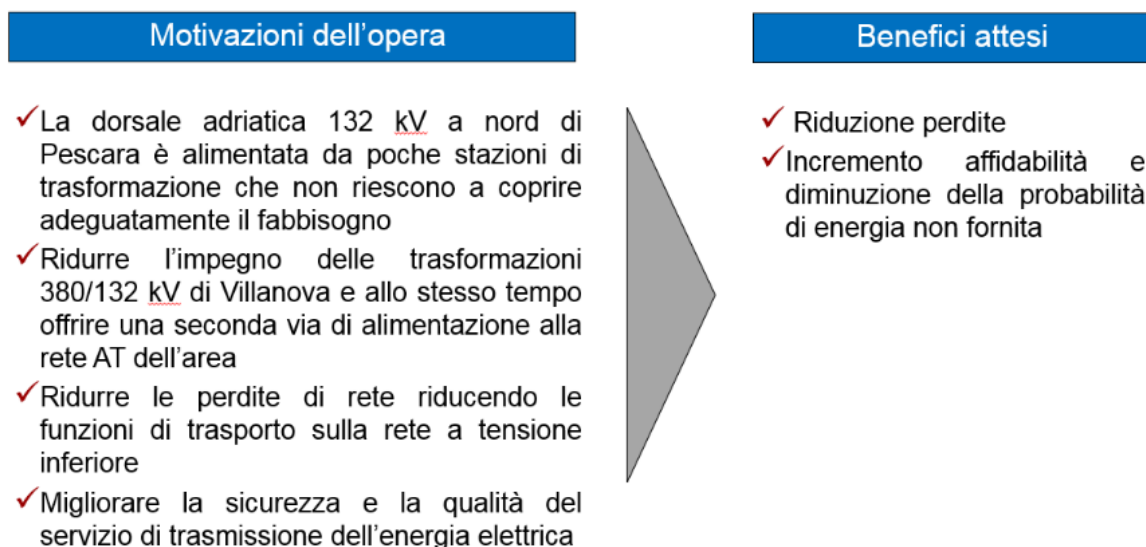 Motivazioni dell'opera
La dorsale adriatica 132 kV a nord di
Pescara è alimentata da poche stazioni di
trasformazione che non riescono a coprire
adeguatamente il fabbisogno
Ridurre l'impegno delle trasformazioni
380/132 kV di Villanova e allo stesso tempo
offrire una seconda via di alimentazione alla
rete AT dell'area
Ridurre le perdite di rete riducendo le
funzioni di trasporto sulla rete a tensione
inferiore
Migliorare la sicurezza e la qualità del
servizio di trasmissione dell'energia elettrica
Benefici attesi
Riduzione perdite
Incremento affidabilità e
diminuzione della probabilità
di energia non fornita